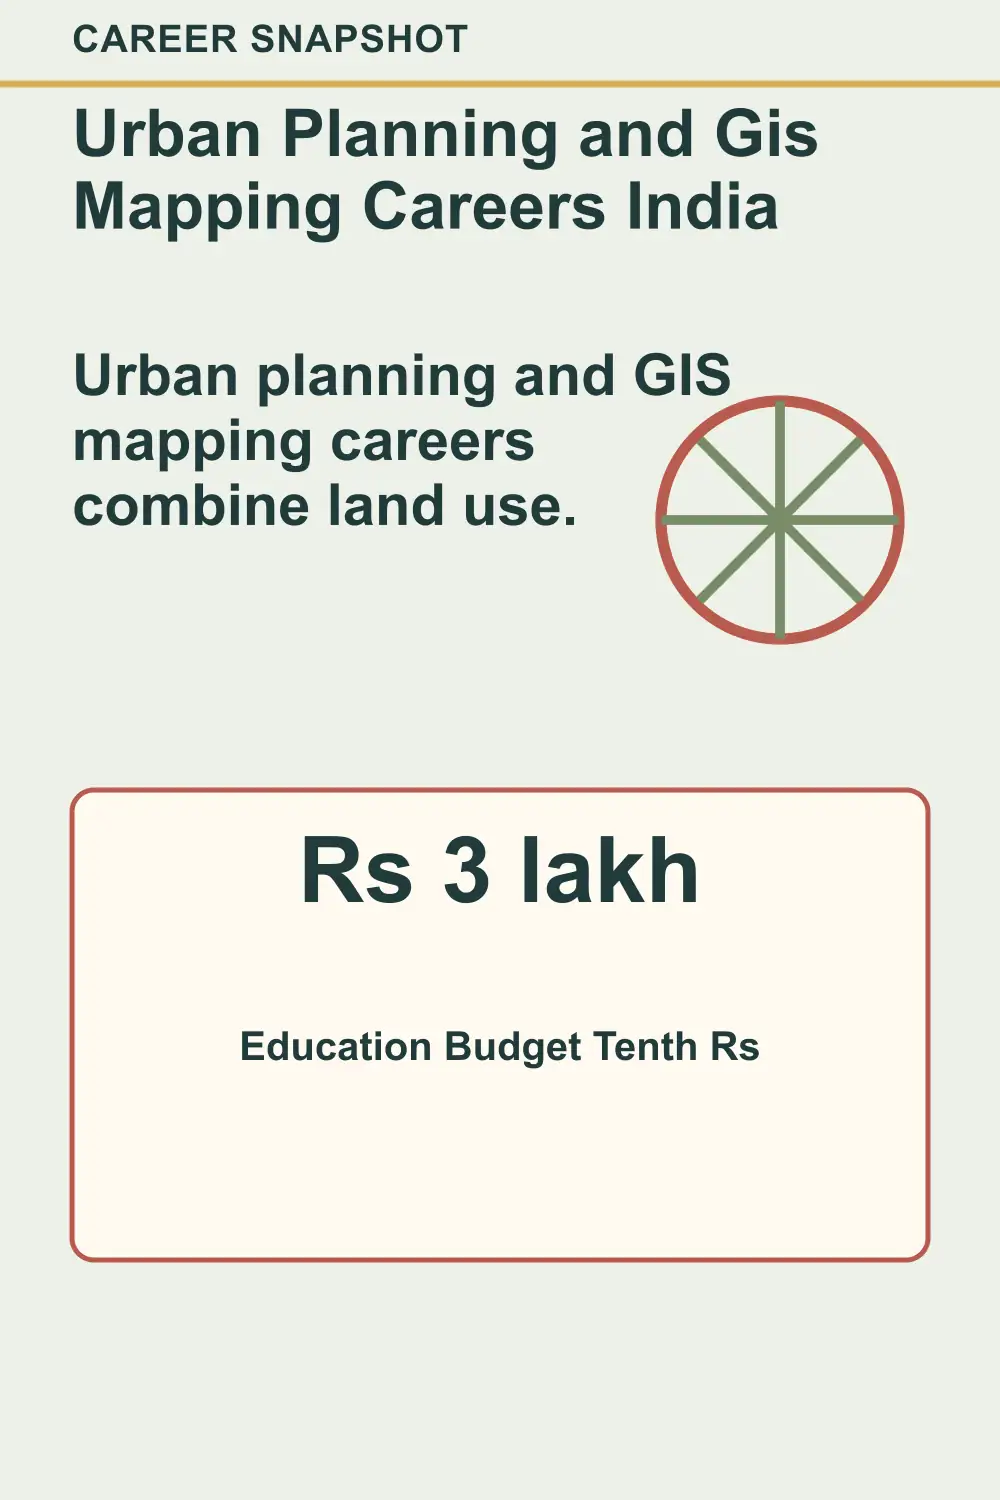 CAREER SNAPSHOT
Urban Planning and Gis
Mapping Careers India
Urban planning and GIS
mapping careers
combine land use.
Rs 3 lakh
Education Budget Tenth Rs